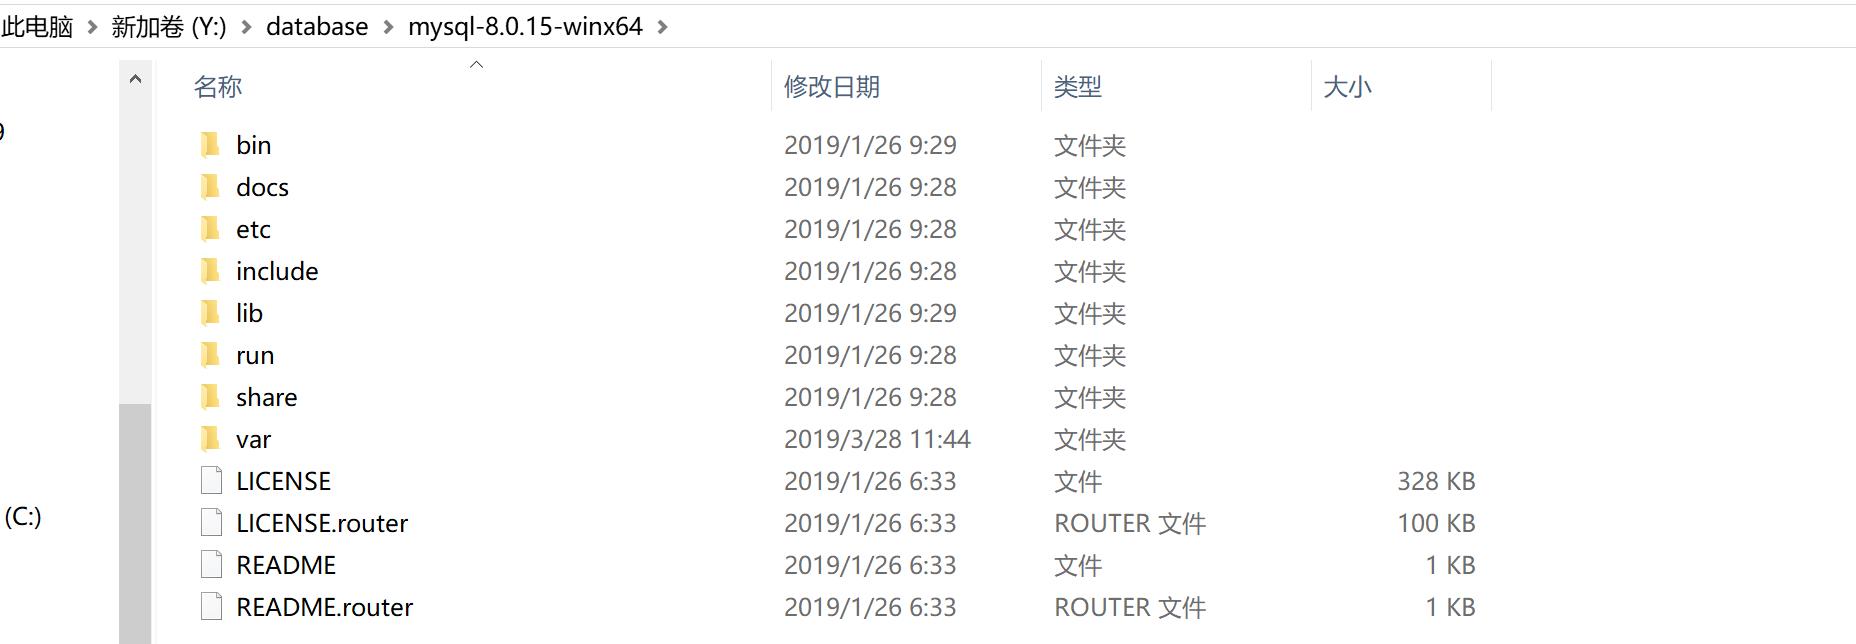 此电脑 > 新加卷 (Y:) > database > mysql-8.0.15-winx64 >
名称 修改日期 类型 大小
9
bin 2019/1/26 9:29 文件夹
docs 2019/1/26 9:28 文件夹
etc 2019/1/26 9:28 文件夹
include 2019/1/26 9:28 文件夹
lib 2019/1/26 9:29 文件夹
run 2019/1/26 9:28 文件夹
share 2019/1/26 9:28 文件夹
var 2019/3/28 11:44 文件夹
LICENSE 2019/1/26 6:33 文件 328 KB
(C:)
LICENSE.router 2019/1/26 6:33 ROUTER 文件 100 KB
README 2019/1/26 6:33 文件 1 KB
README.router 2019/1/26 6:33 ROUTER 文件 1 KB